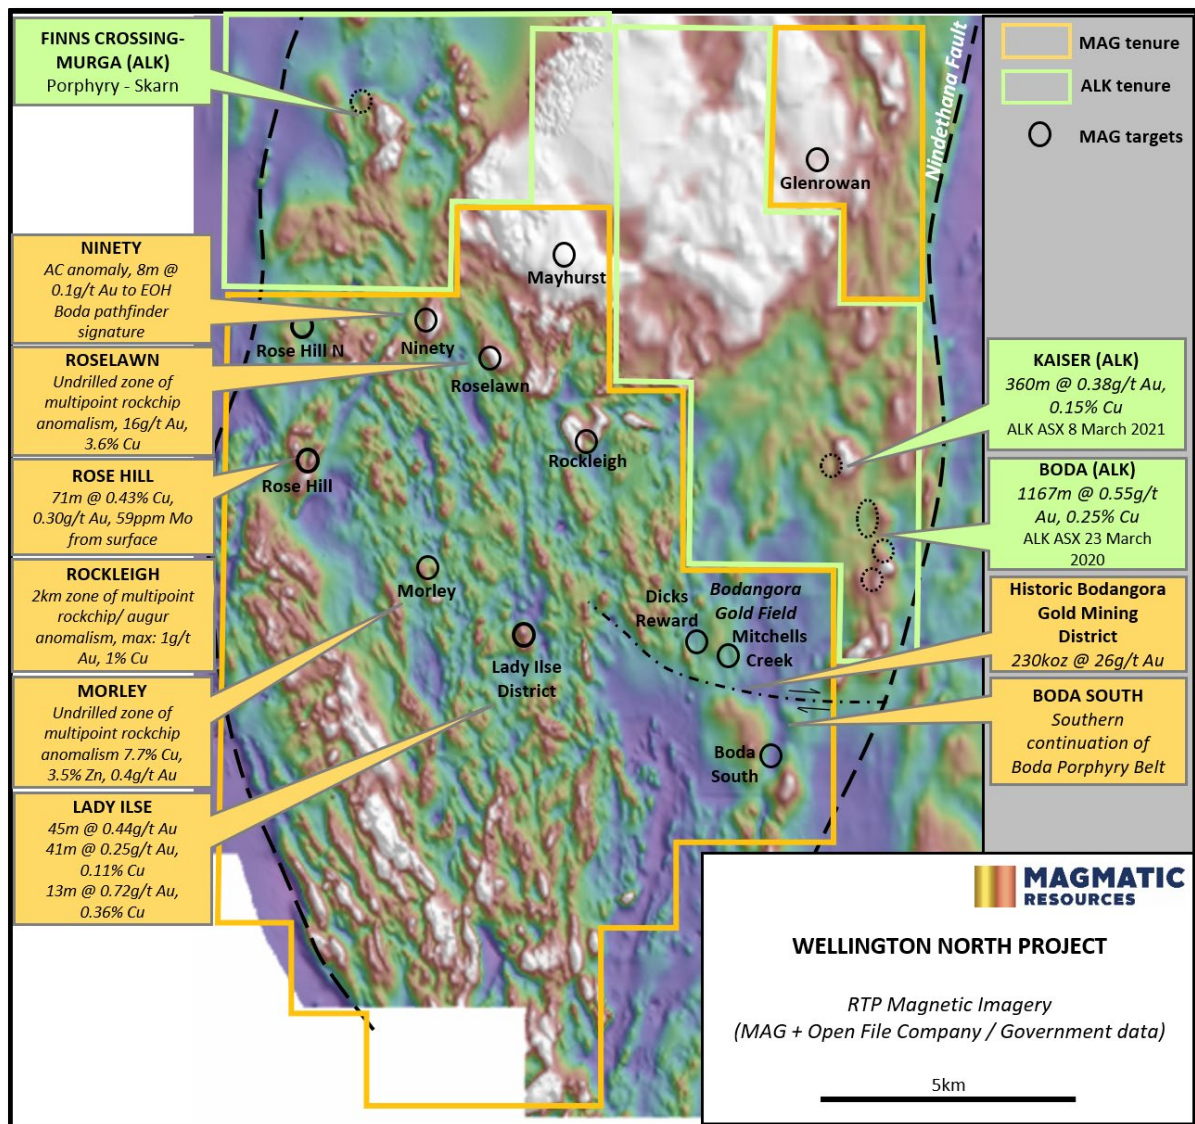 FINNS CROSSING-
MURGA (ALK)
Porphyry - Skarn
NINETY
AC anomaly, 8m @
0.1g/t Au to EOH
Boda pathfinder
signature
ROSELAWN
Undrilled zone of
multipoint rockchip
anomalism, 16g/t Au,
3.6% Cu
ROSE HILL
71m @ 0.43% Cu,
0.30g/t Au, 59ppm Mo
from surface
ROCKLEIGH
2km zone of multipoint
rockchip/ augur
anomalism, max: 1g/t
Au, 1% Cu
MORLEY
Undrilled zone of
multipoint rockchip
anomalism 7.7% Cu,
3.5% Zn, 0.4g/t Au
LADY ILSE
45m @ 0.44g/t Au
41m @ 0.25g/t Au,
0.11% Cu
13m @ 0.72g/t Au,
0.36% Cu
Glenrowan
Mayhurst
Rose Hill N
Ninety
Roselawn
Rockleigh
Rose Hill
Morley
Lady Ilse
District
Dicks
Reward
Bodangora
Gold Field
Mitchells
Creek
Boda
South
Nindethana Fault
MAG tenure
ALK tenure
MAG targets
KAISER (ALK)
360m @ 0.38g/t Au,
0.15% Cu
ALK ASX 8 March 2021
BODA (ALK)
1167m @ 0.55g/t
Au, 0.25% Cu
ALK ASX 23 March
2020
Historic Bodangora
Gold Mining
District
230koz @ 26g/t Au
BODA SOUTH
Southern
continuation of
Boda Porphyry Belt
MAGMATIC
RESOURCES
WELLINGTON NORTH PROJECT
RTP Magnetic Imagery
(MAG + Open File Company / Government data)
5km